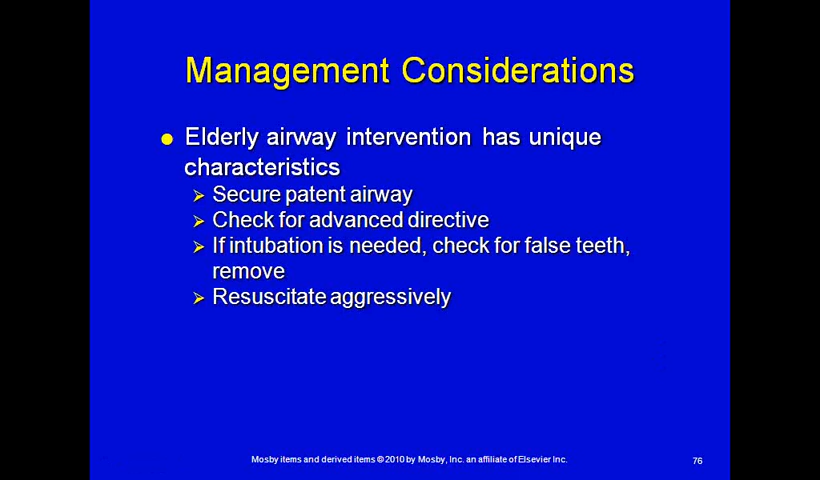 Management Considerations
Elderly airway intervention has unique
characteristics
Secure patent airway
Check for advanced directive
If intubation is needed, check for false teeth,
remove
Resuscitate aggressively
Mosby items and derived items © 2010 by Mosby, Inc. an affiliate of Elsevier Inc.
76